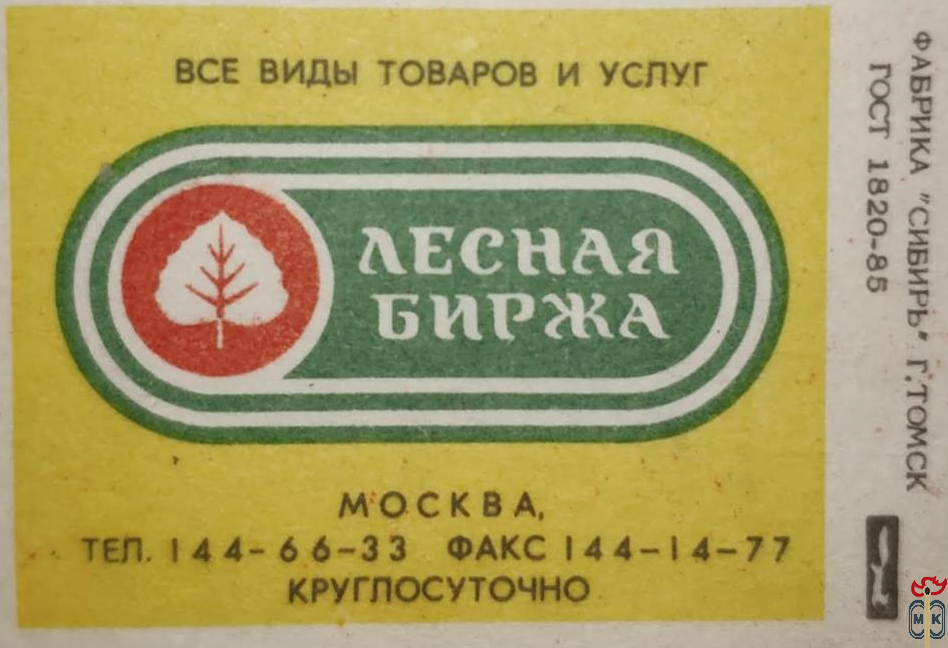 ВСЕ ВИДЫ ТОВАРОВ И УСЛУГ
ЛЕСНАЯ
БИРЖА
МОСКВА,
ТЕЛ. 144-66-33 ФАКС 144-14-77
КРУГЛОСУТОЧНО
ФАБРИКА "СИБИРЬ" Г.ТОМСК
ГОСТ 1820-85
МК